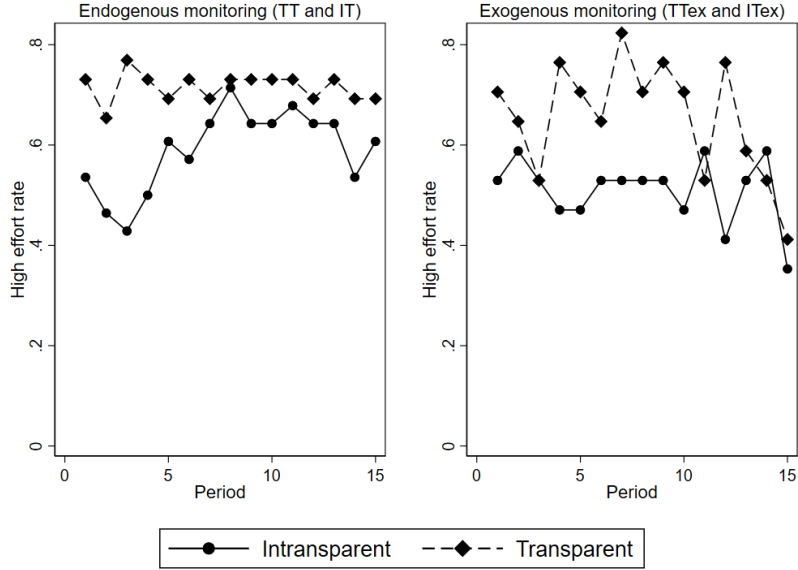 Endogenous monitoring (TT and IT)
High effort rate
0 .2 .4 .6 .8
0 5 10 15
Period
Exogenous monitoring (TTex and ITex)
High effort rate
0 .2 .4 .6 .8
0 5 10 15
Period
Intransparent Transparent